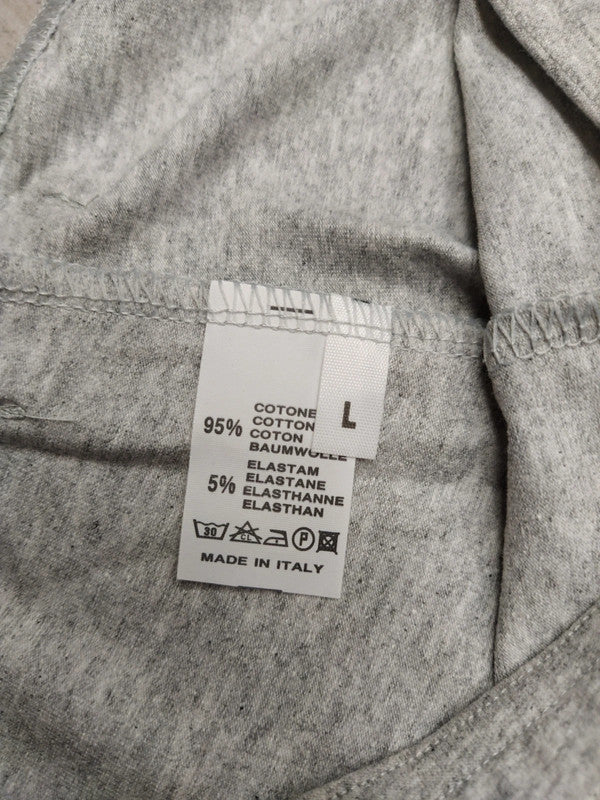 L
95%
COTONE
COTTON
COTON
BAUMWOLLE
5%
ELASTAM
ELASTANE
ELASTHANNE
ELASTHAN
30 CL P
MADE IN ITALY